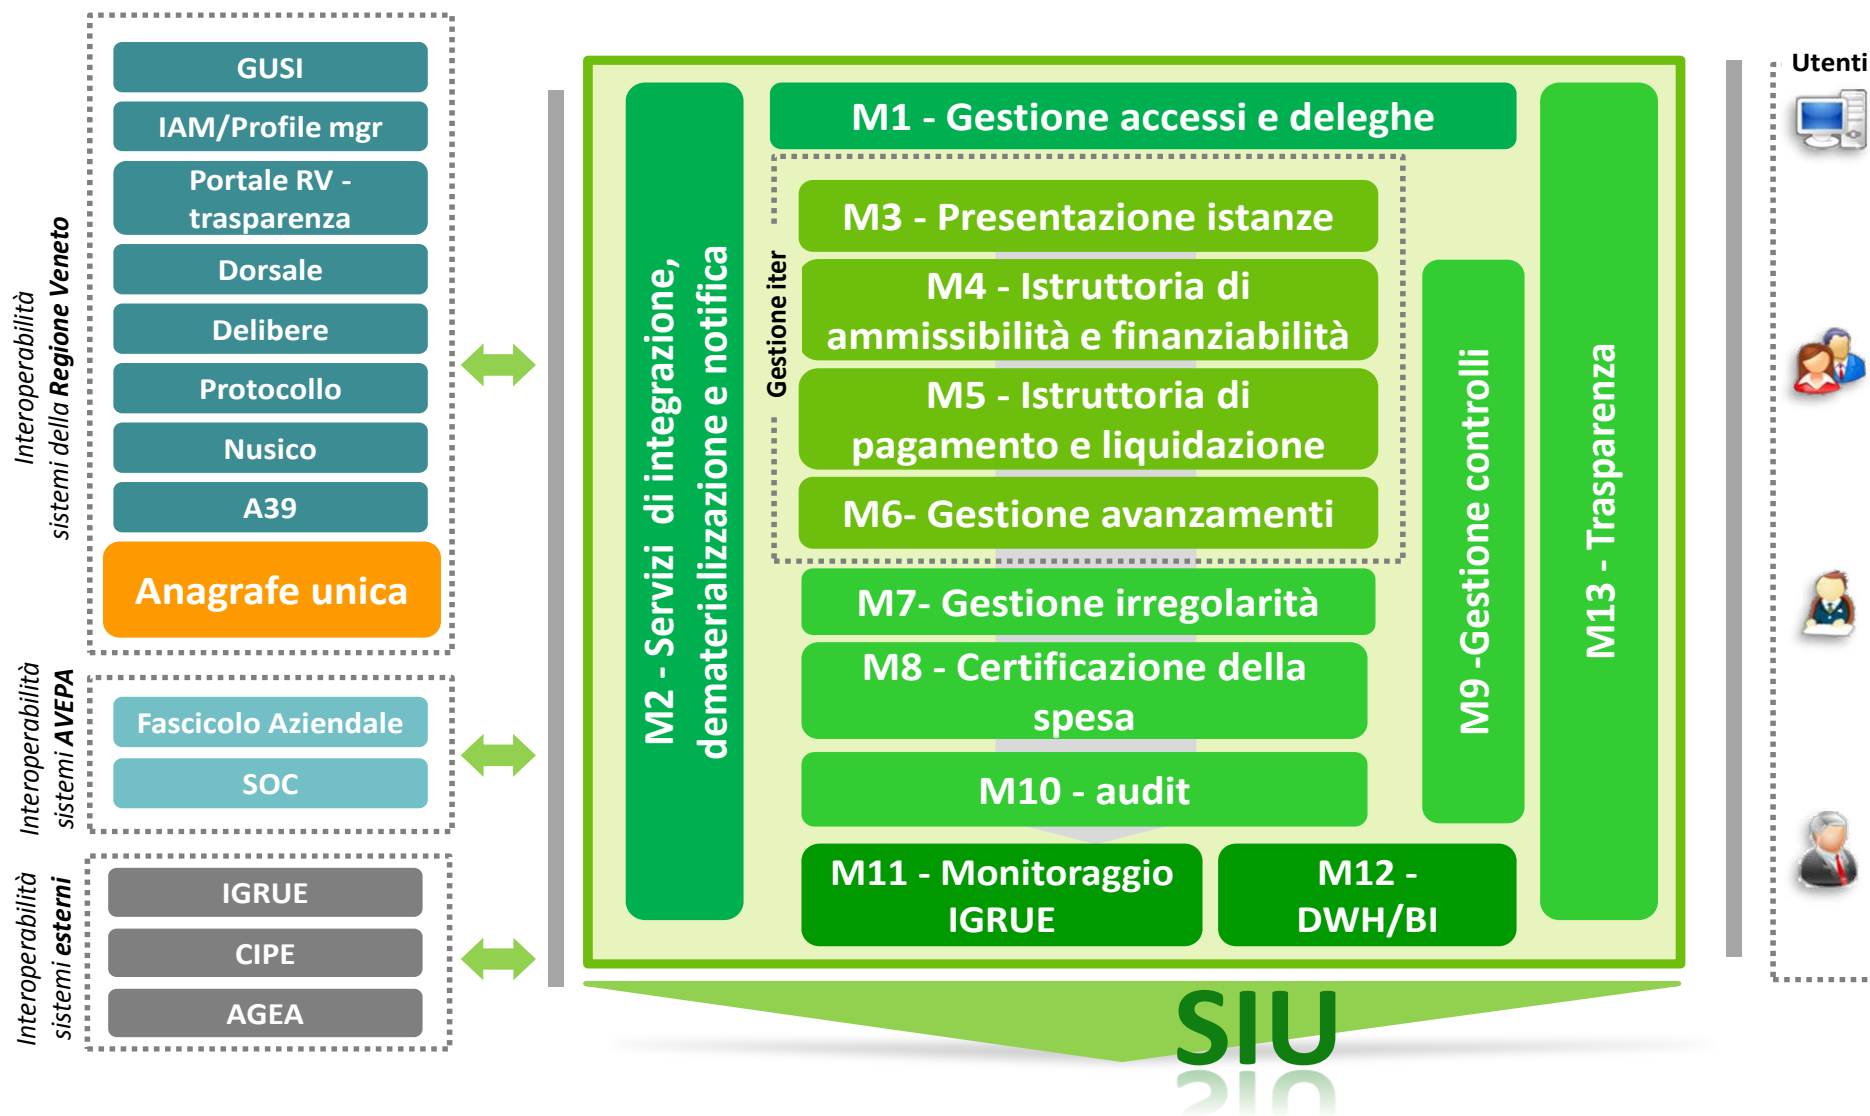 Interoperabilità
sistemi della Regione Veneto
GUSI
IAM/Profile mgr
Portale RV -
trasparenza
Dorsale
Delibere
Protocollo
Nusico
A39
Anagrafe unica
Interoperabilità
sistemi AVEPA
Fascicolo Aziendale
SOC
Interoperabilità
sistemi esterni
IGRUE
CIPE
AGEA
M2 - Servizi di integrazione,
dematerializzazione e notifica
M1 - Gestione accessi e deleghe
Gestione iter
M3 - Presentazione istanze
M4 - Istruttoria di
ammissibilità e finanziabilità
M5 - Istruttoria di
pagamento e liquidazione
M6- Gestione avanzamenti
M7- Gestione irregolarità
M8 - Certificazione della
spesa
M10 - audit
M9 -Gestione controlli
M13 - Trasparenza
M11 - Monitoraggio
IGRUE
M12 -
DWH/BI
SIU
Utenti